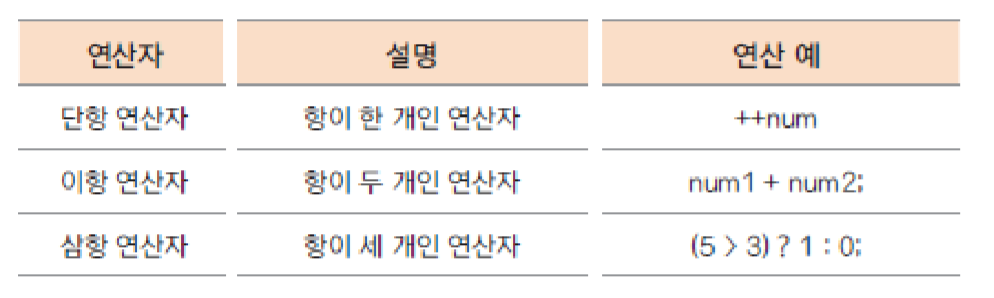 연산자 설명 연산 예
단항 연산자 항이 한 개인 연산자 ++num
이항 연산자 항이 두 개인 연산자 num1 + num2;
삼항 연산자 항이 세 개인 연산자 (5 > 3) ? 1 : 0;